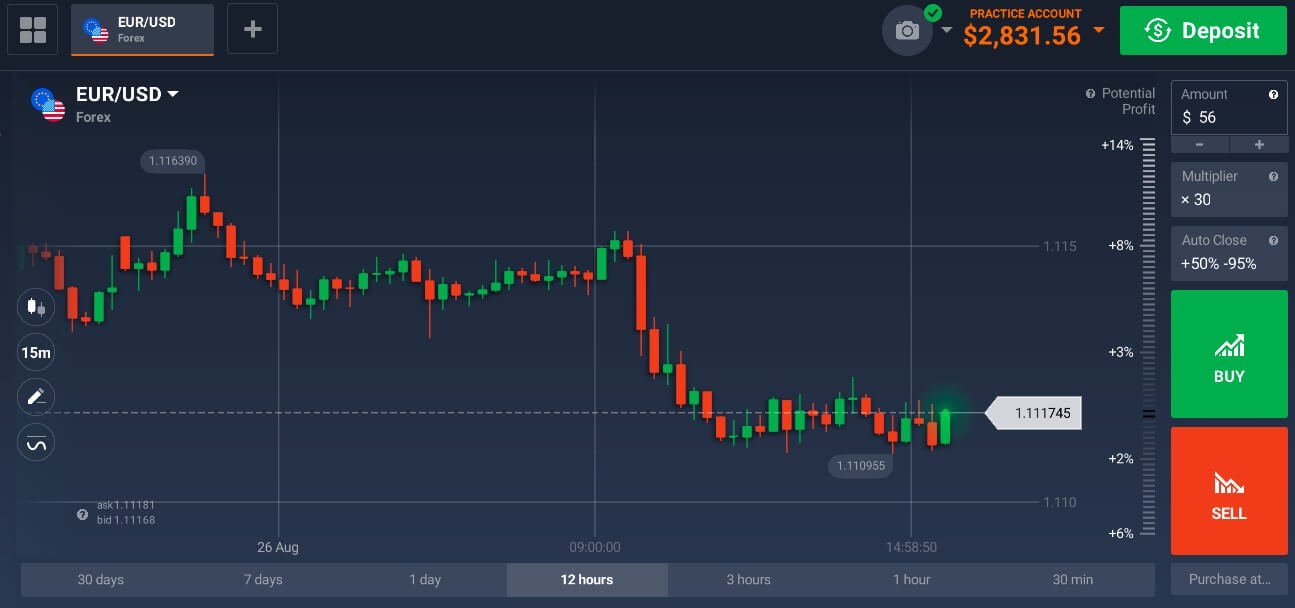 EUR/USD
Forex
PRACTICE ACCOUNT
$2,831.56
Deposit
EUR/USD
Forex
Potential
Profit
Amount
$ 56
− +
Multiplier
× 30
Auto Close
+50% -95%
BUY
SELL
Purchase at...
+14%
+8%
+3%
+2%
+6%
1.116390
1.115
1.111745
1.110955
1.110
15m
ask1.11181
bid 1.11168
26 Aug 09:00:00 14:58:50
30 days 7 days 1 day 12 hours 3 hours 1 hour 30 min